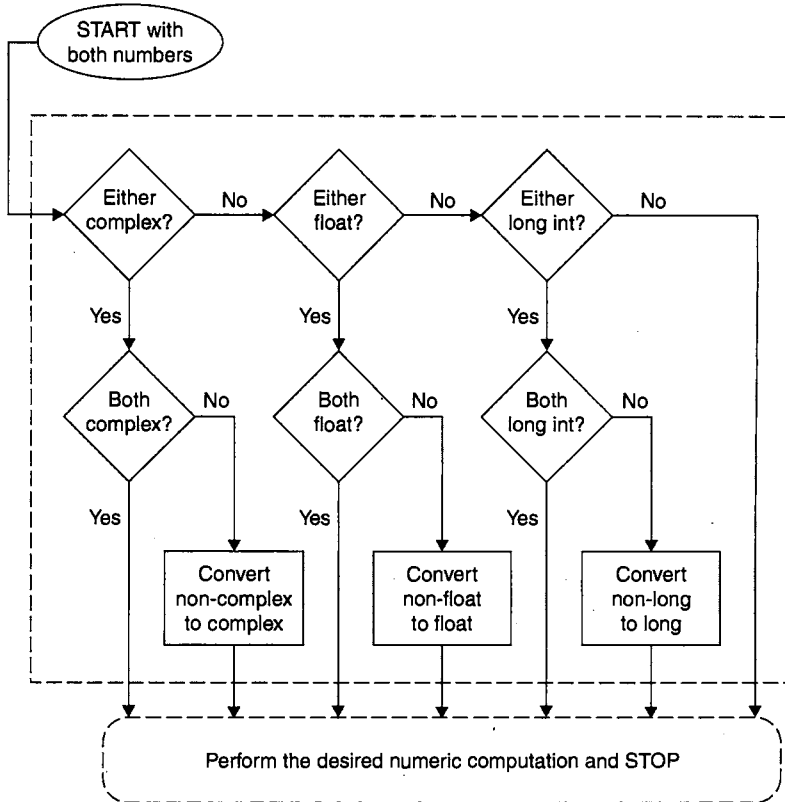 START with
both numbers
Either
complex?
No
Either
float?
No
Either
long int?
No
Yes
Yes
Yes
Both
complex?
No
Both
float?
No
Both
long int?
No
Yes
Yes
Yes
Convert
non-complex
to complex
Convert
non-float
to float
Convert
non-long
to long
Perform the desired numeric computation and STOP